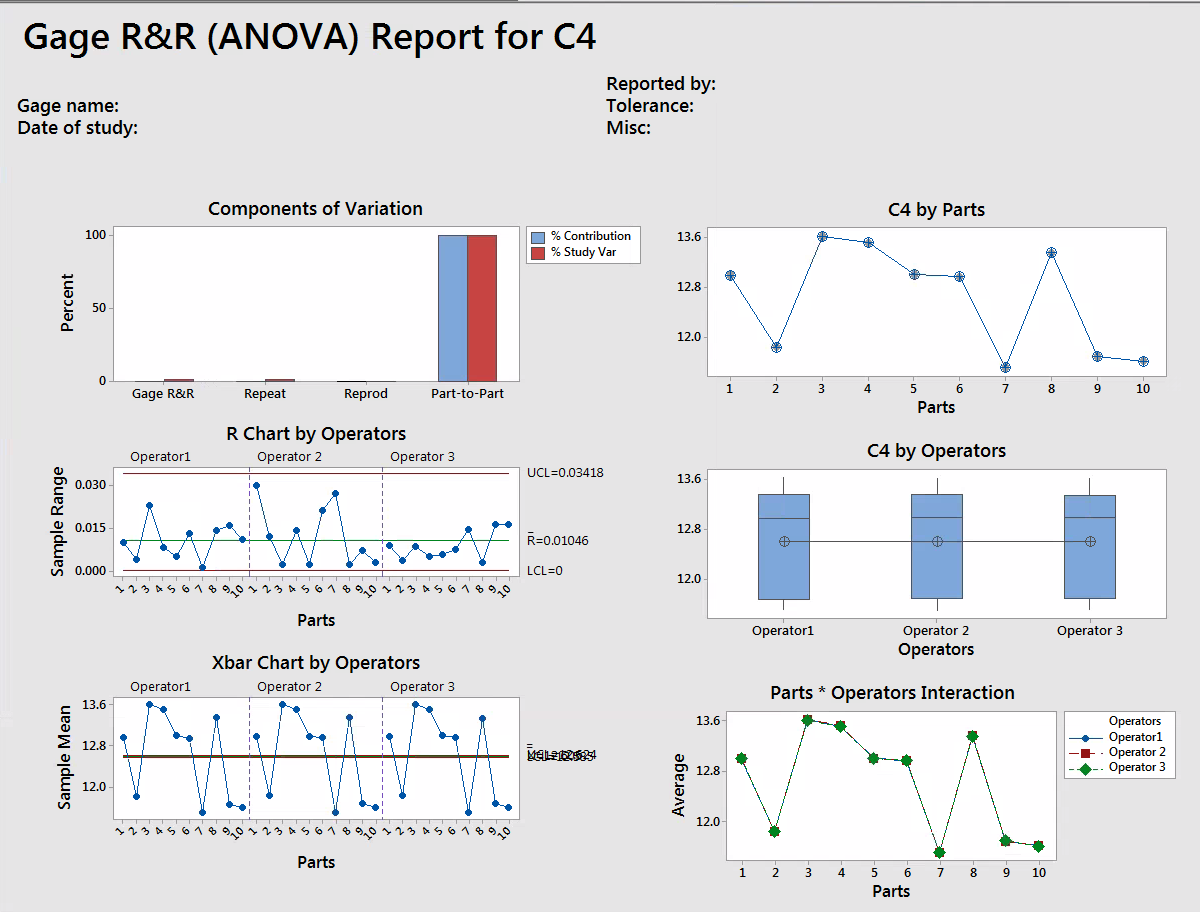 Gage R&R (ANOVA) Report for C4
Gage name:
Date of study:
Reported by:
Tolerance:
Misc:
Components of Variation
100
50
0
Percent
Gage R&R Repeat Reprod Part-to-Part
% Contribution
% Study Var
R Chart by Operators
Operator1 Operator 2 Operator 3
0.030
0.015
0.000
Sample Range
UCL=0.03418
R=0.01046
LCL=0
1 2 3 4 5 6 7 8 9 10 1 2 3 4 5 6 7 8 9 10 1 2 3 4 5 6 7 8 9 10
Parts
Xbar Chart by Operators
Operator1 Operator 2 Operator 3
13.6
12.8
12.0
Sample Mean
1 2 3 4 5 6 7 8 9 10 1 2 3 4 5 6 7 8 9 10 1 2 3 4 5 6 7 8 9 10
Parts
C4 by Parts
13.6
12.8
12.0
1 2 3 4 5 6 7 8 9 10
Parts
C4 by Operators
13.6
12.8
12.0
Operator1 Operator 2 Operator 3
Operators
Parts * Operators Interaction
13.6
12.8
12.0
Average
1 2 3 4 5 6 7 8 9 10
Parts
Operators
Operator1
Operator 2
Operator 3